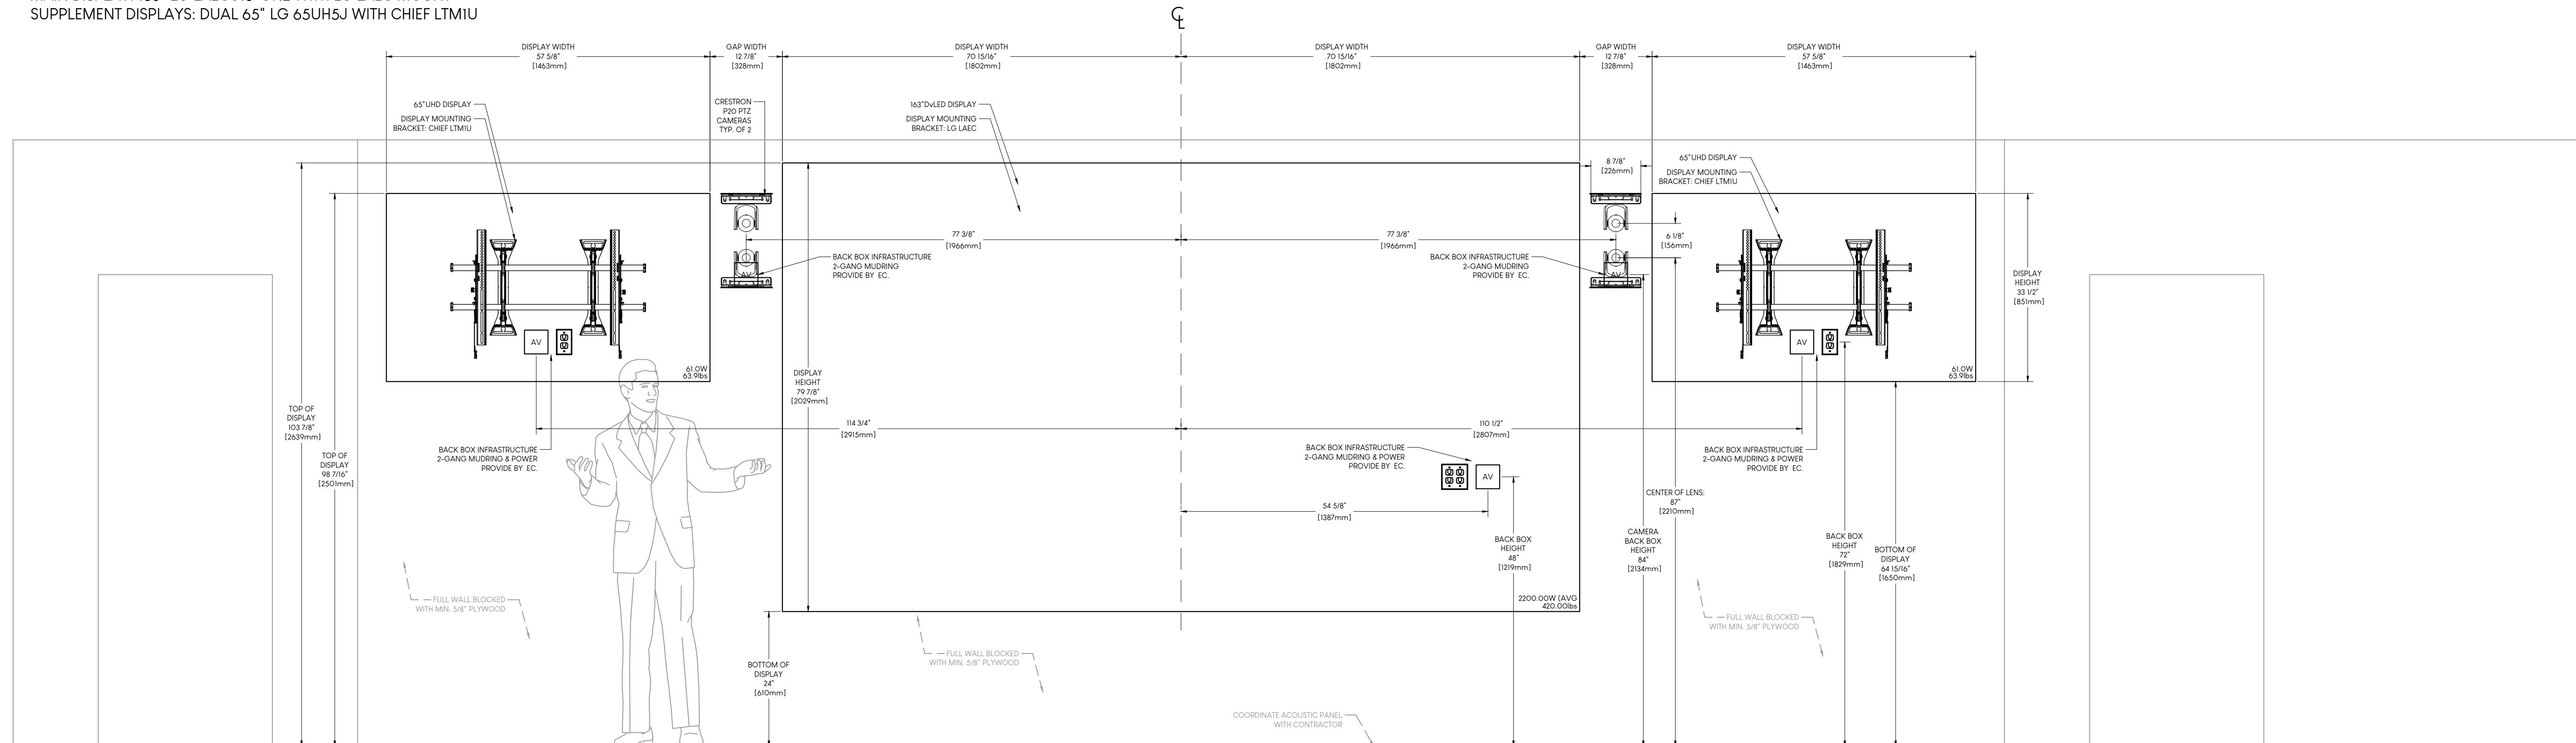 SUPPLEMENT DISPLAYS: DUAL 65" LG 65UH5J WITH CHIEF LTM1U
℄
DISPLAY WIDTH
57 5/8"
[1463mm]
GAP WIDTH
12 7/8"
[328mm]
DISPLAY WIDTH
70 15/16"
[1802mm]
DISPLAY WIDTH
70 15/16"
[1802mm]
GAP WIDTH
12 7/8"
[328mm]
DISPLAY WIDTH
57 5/8"
[1463mm]
65"UHD DISPLAY
DISPLAY MOUNTING
BRACKET: CHIEF LTM1U
CRESTRON
P20 PTZ
CAMERAS
TYP. OF 2
163"DvLED DISPLAY
DISPLAY MOUNTING
BRACKET: LG LAEC
8 7/8"
[226mm]
65"UHD DISPLAY
DISPLAY MOUNTING
BRACKET: CHIEF LTM1U
77 3/8"
[1966mm]
77 3/8"
[1966mm]
6 1/8"
[156mm]
BACK BOX INFRASTRUCTURE
2-GANG MUDRING
PROVIDE BY EC.
BACK BOX INFRASTRUCTURE
2-GANG MUDRING
PROVIDE BY EC.
AV
AV
DISPLAY
HEIGHT
33 1/2"
[851mm]
AV
AV
61.0W
63.9lbs
61.0W
63.9lbs
DISPLAY
HEIGHT
79 7/8"
[2029mm]
TOP OF
DISPLAY
103 7/8"
[2639mm]
TOP OF
DISPLAY
98 7/16"
[2501mm]
114 3/4"
[2915mm]
110 1/2"
[2807mm]
BACK BOX INFRASTRUCTURE
2-GANG MUDRING & POWER
PROVIDE BY EC.
BACK BOX INFRASTRUCTURE
2-GANG MUDRING & POWER
PROVIDE BY EC.
BACK BOX INFRASTRUCTURE
2-GANG MUDRING & POWER
PROVIDE BY EC.
AV
54 5/8"
[1387mm]
CENTER OF LENS:
87"
[2210mm]
BACK BOX
HEIGHT
48"
[1219mm]
CAMERA
BACK BOX
HEIGHT
84"
[2134mm]
BACK BOX
HEIGHT
72"
[1829mm]
BOTTOM OF
DISPLAY
64 15/16"
[1650mm]
2200.00W (AVG
420.00lbs
FULL WALL BLOCKED
WITH MIN. 5/8" PLYWOOD
FULL WALL BLOCKED
WITH MIN. 5/8" PLYWOOD
FULL WALL BLOCKED
WITH MIN. 5/8" PLYWOOD
BOTTOM OF
DISPLAY
24"
[610mm]
COORDINATE ACOUSTIC PANEL
WITH CONTRACTOR